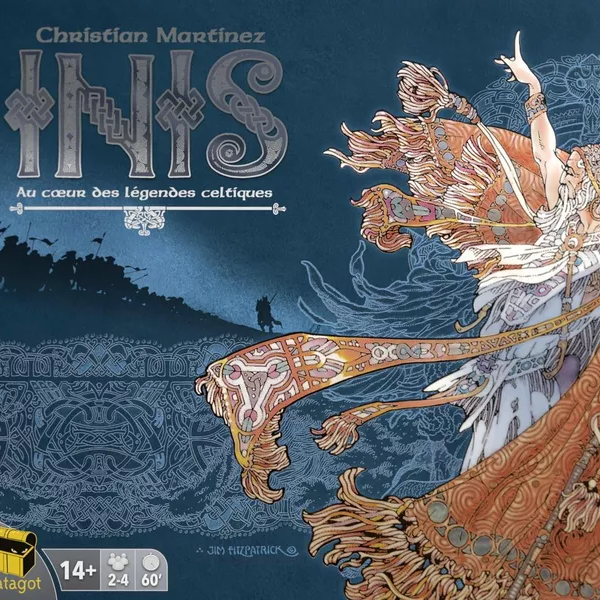 Christian Martinez
INIS
Au cœur des légendes celtiques
JIM FITZPATRICK
atagot
14+
2-4
60'